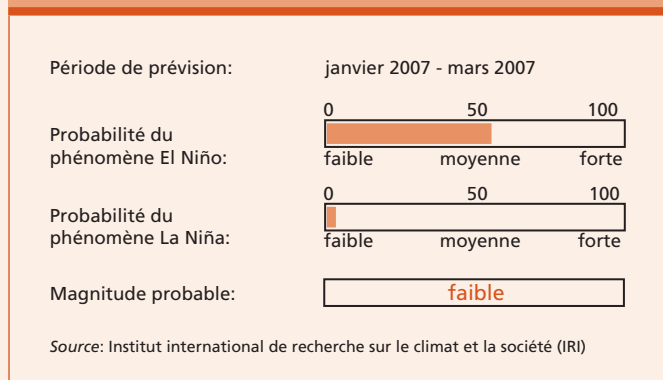 Période de prévision: janvier 2007 - mars 2007
0 50 100
Probabilité du
phénomène El Niño:
faible moyenne forte
0 50 100
Probabilité du
phénomène La Niña:
faible moyenne forte
Magnitude probable: faible
Source: Institut international de recherche sur le climat et la société (IRI)